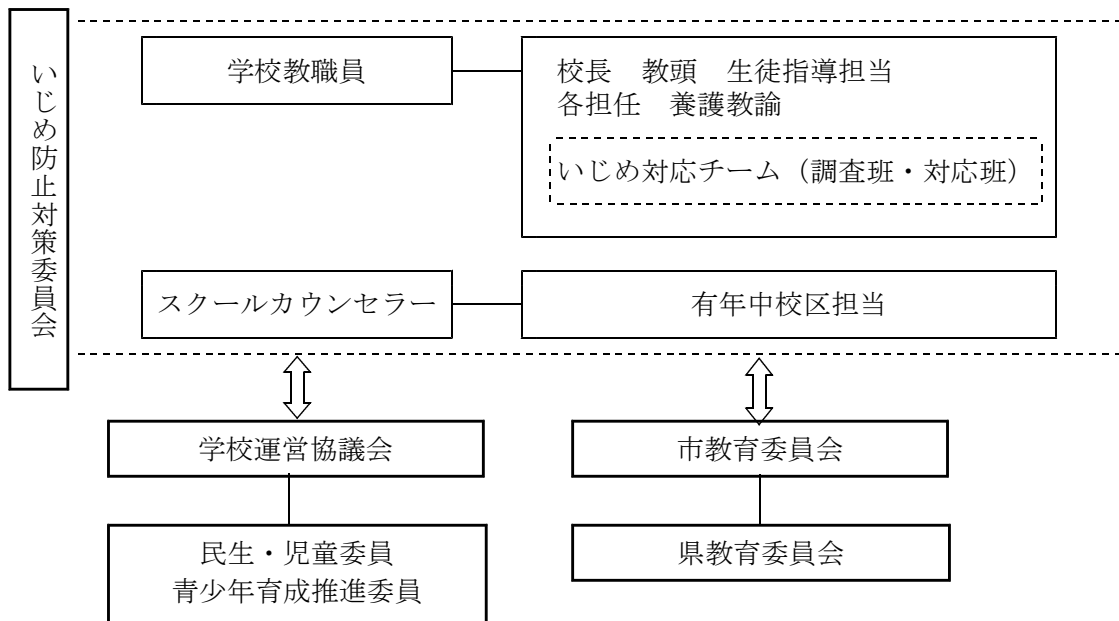 いじめ防止対策委員会
学校教職員
校長　教頭　生徒指導担当
各担任　養護教諭
いじめ対応チーム（調査班・対応班）
スクールカウンセラー
有年中校区担当
学校運営協議会
市教育委員会
民生・児童委員
青少年育成推進委員
県教育委員会